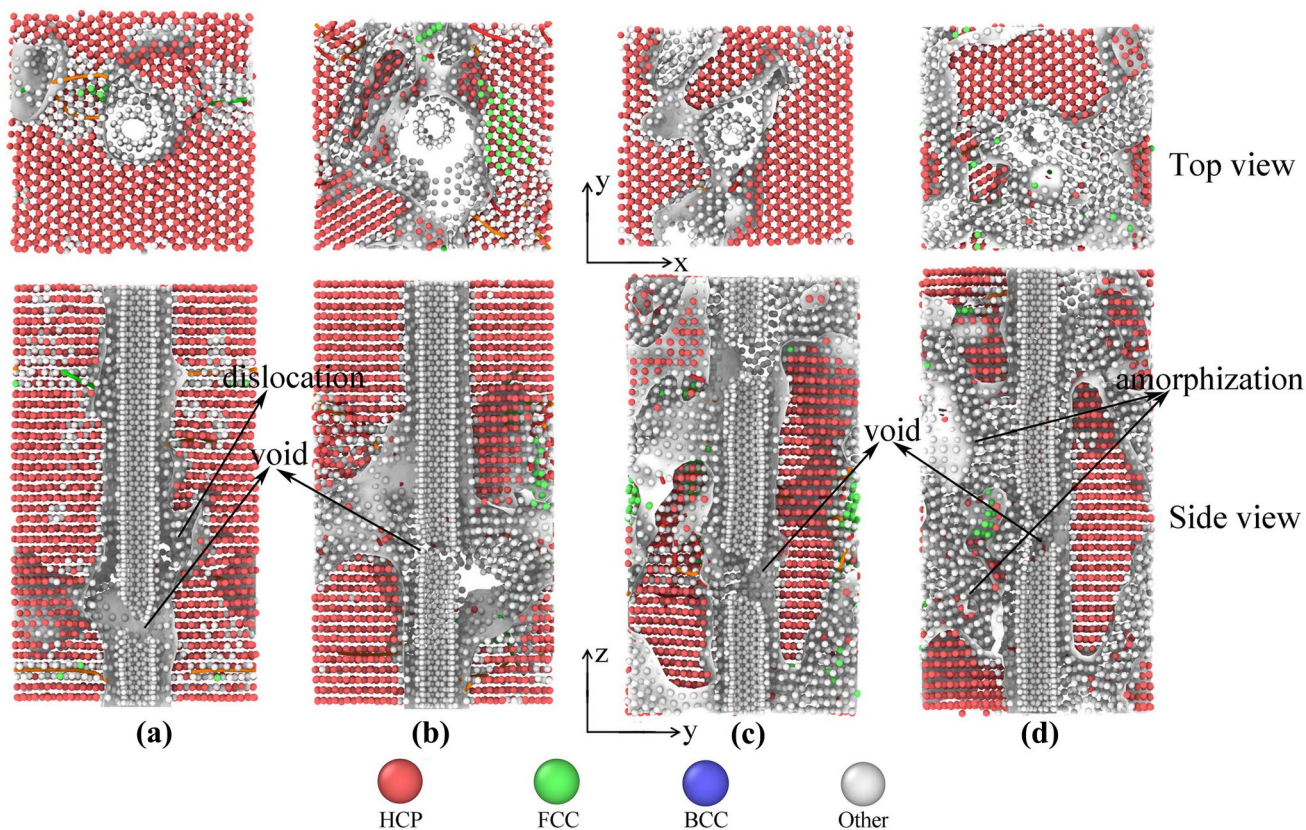 y
x
Top view
dislocation
void
void
amorphization
Side view
z
y
(a)
(b)
(c)
(d)
HCP
FCC
BCC
Other